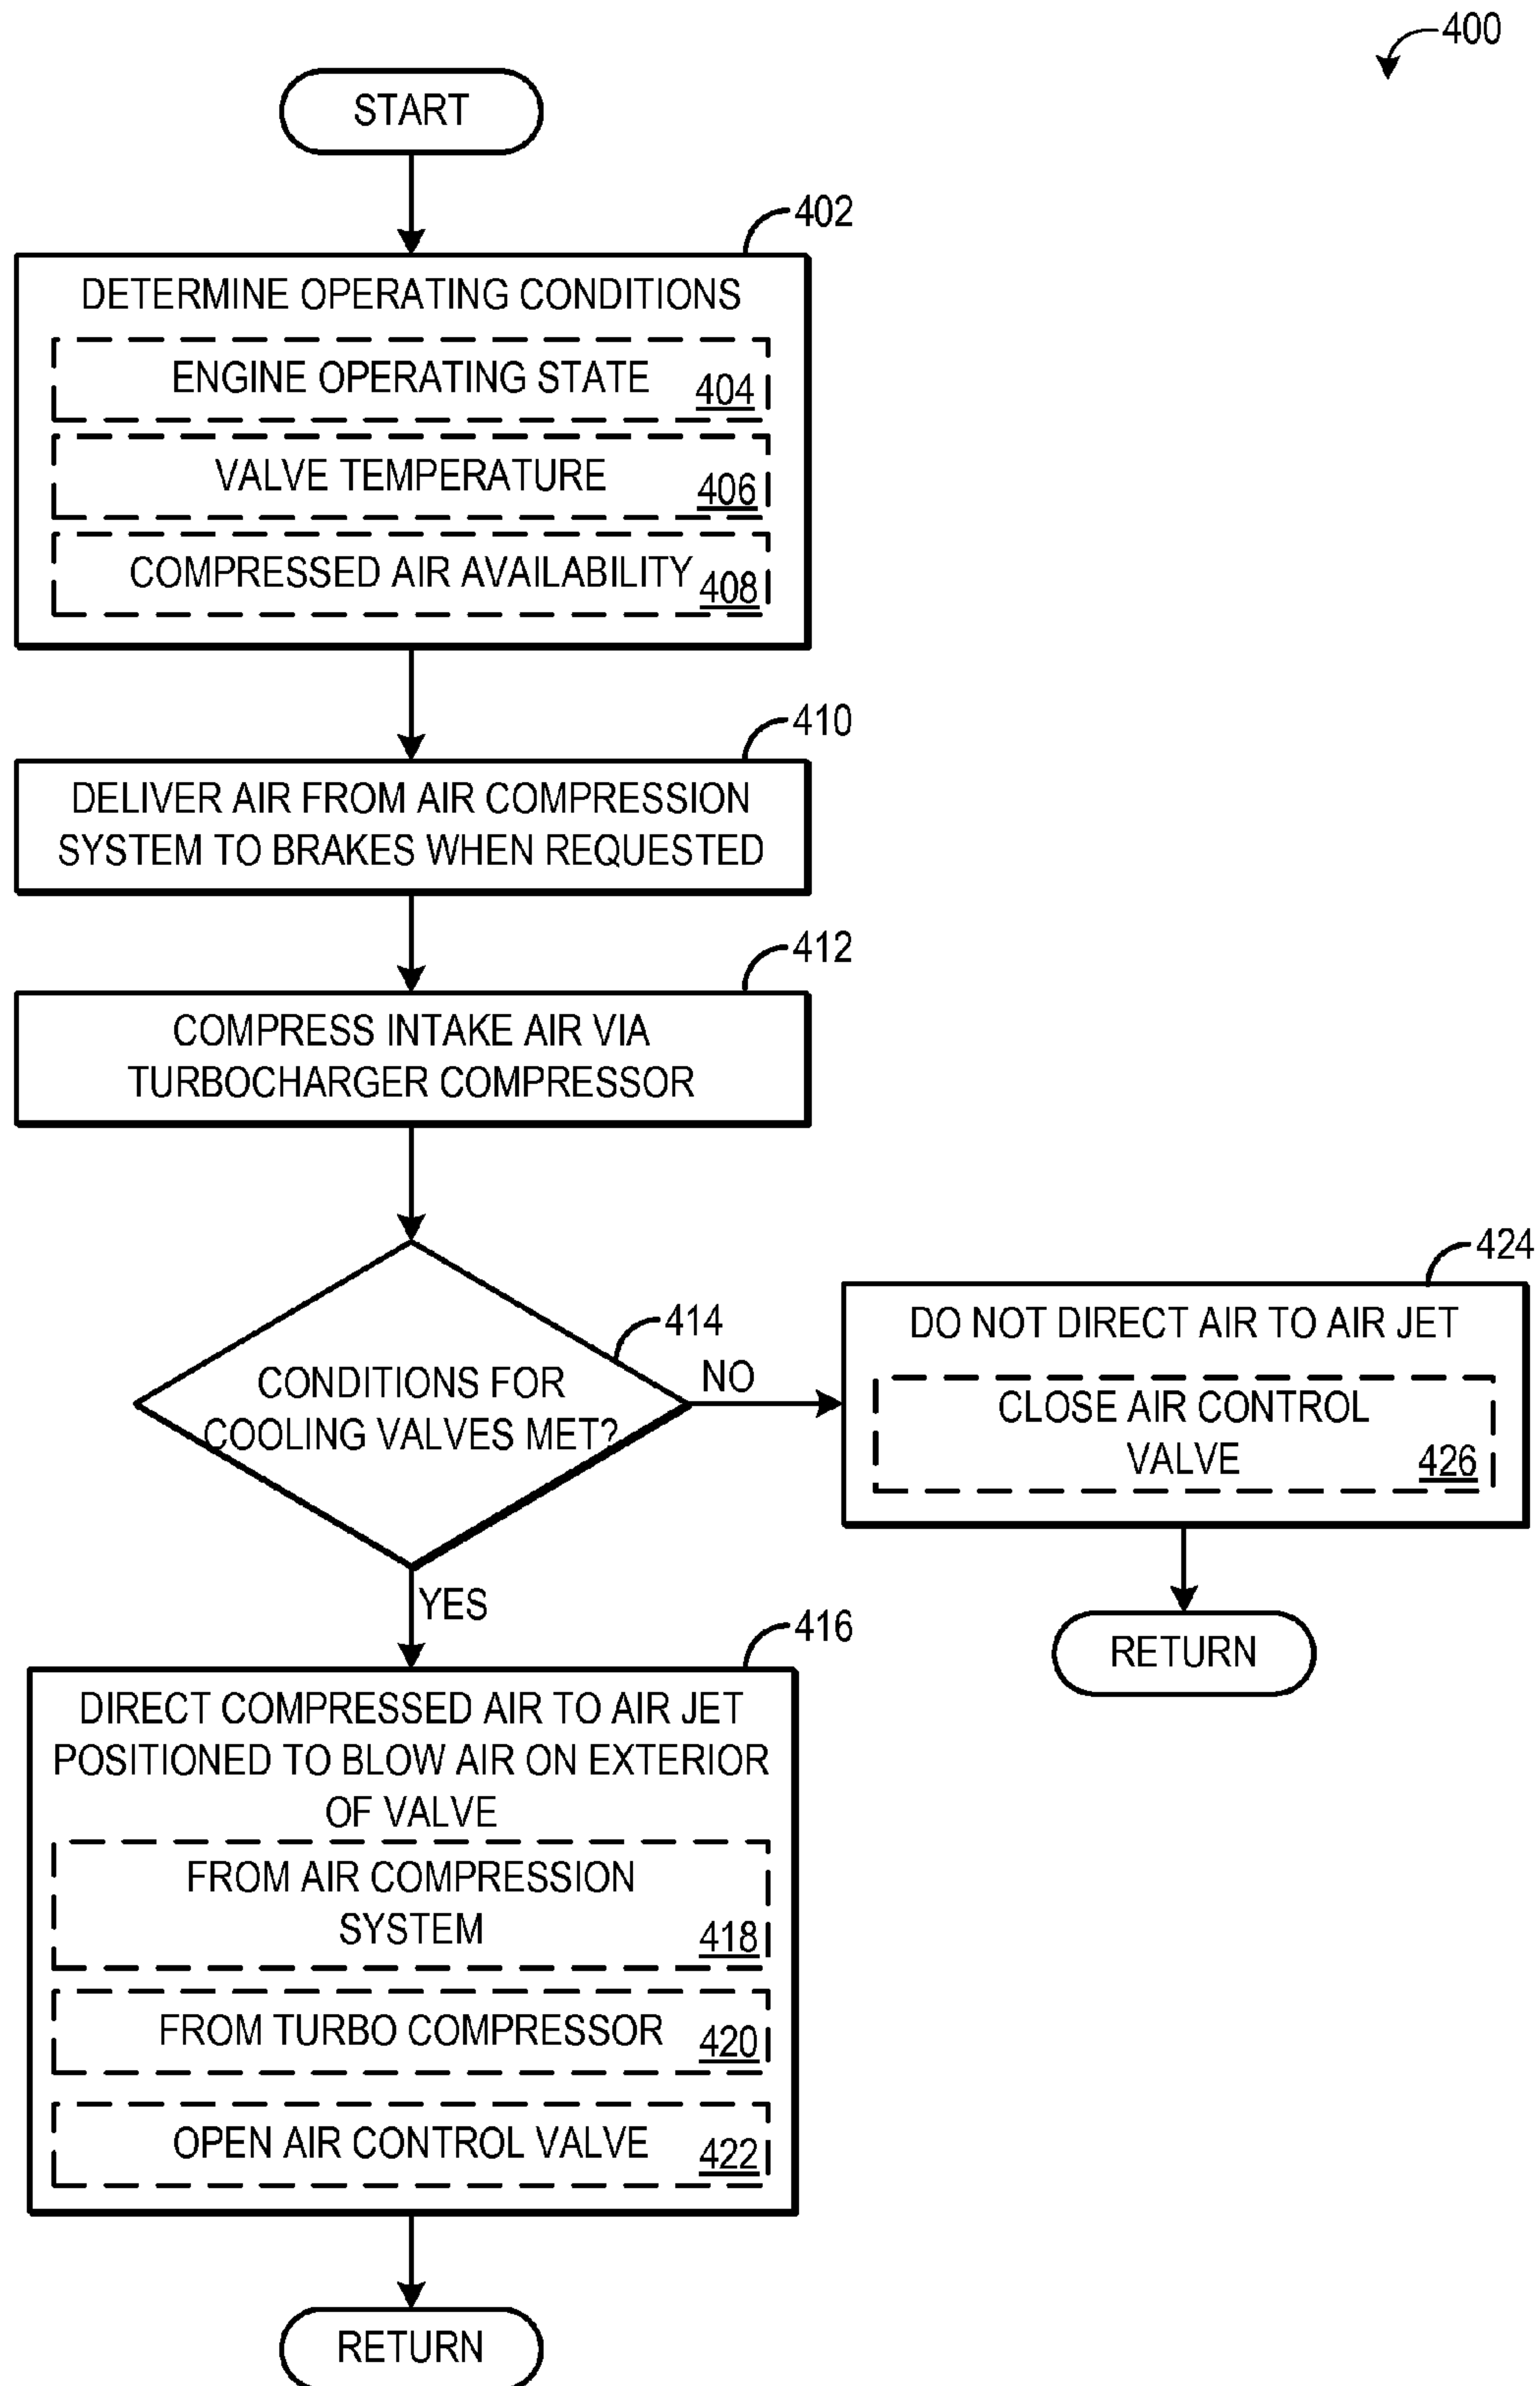 400
START
402
DETERMINE OPERATING CONDITIONS
ENGINE OPERATING STATE
404
VALVE TEMPERATURE
406
COMPRESSED AIR AVAILABILITY
408
410
DELIVER AIR FROM AIR COMPRESSION
SYSTEM TO BRAKES WHEN REQUESTED
412
COMPRESS INTAKE AIR VIA
TURBOCHARGER COMPRESSOR
414
CONDITIONS FOR
COOLING VALVES MET?
NO
424
DO NOT DIRECT AIR TO AIR JET
CLOSE AIR CONTROL
VALVE
426
RETURN
YES
416
DIRECT COMPRESSED AIR TO AIR JET
POSITIONED TO BLOW AIR ON EXTERIOR
OF VALVE
FROM AIR COMPRESSION
SYSTEM
418
FROM TURBO COMPRESSOR
420
OPEN AIR CONTROL VALVE
422
RETURN